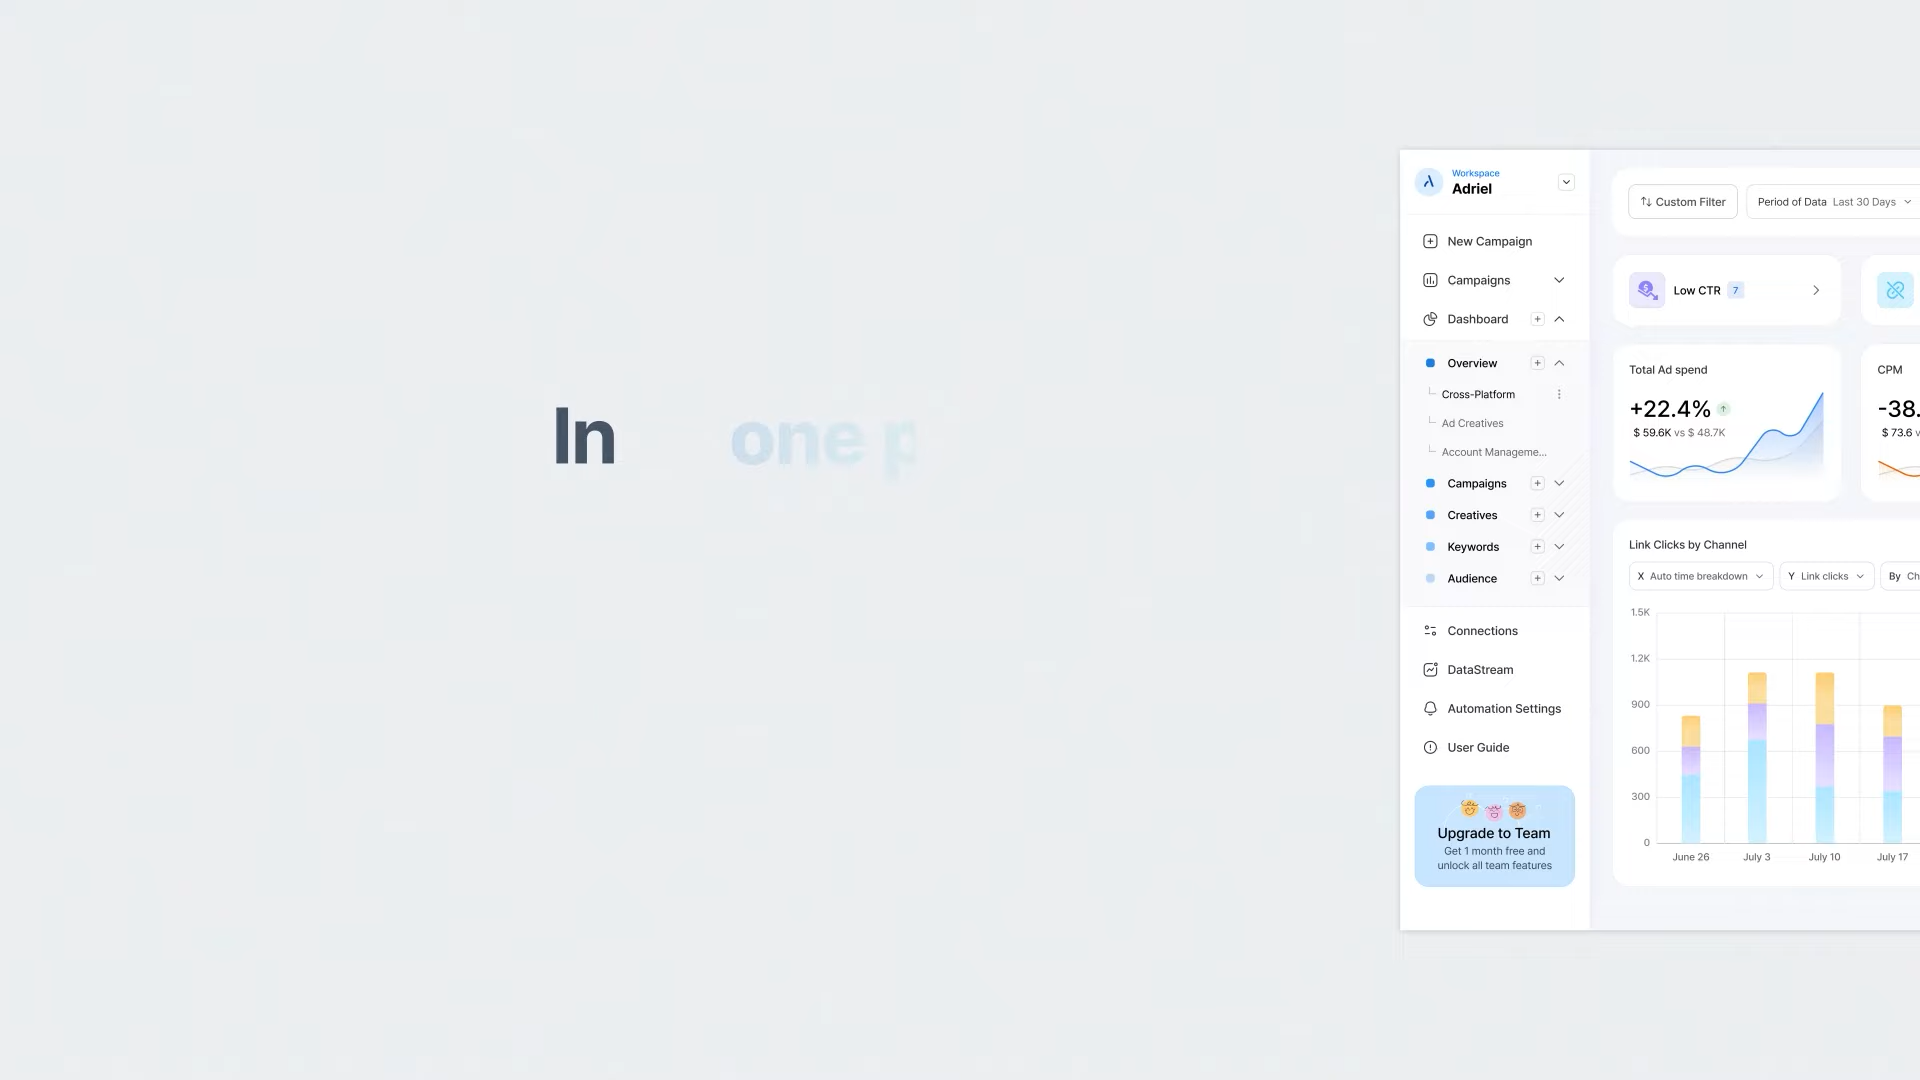 In one p
Workspace
Adriel
New Campaign
Campaigns
Dashboard
Overview
Cross-Platform
Ad Creatives
Account Manageme...
Campaigns
Creatives
Keywords
Audience
Connections
DataStream
Automation Settings
User Guide
Upgrade to Team
Get 1 month free and
unlock all team features
Custom Filter
Period of Data Last 30 Days
Low CTR 7
Total Ad spend
+22.4%
$ 59.6K vs $ 48.7K
CPM
-38.
$ 73.6 v
Link Clicks by Channel
X Auto time breakdown
Y Link clicks
By Ch
1.5K
1.2K
900
600
300
0
June 26
July 3
July 10
July 17